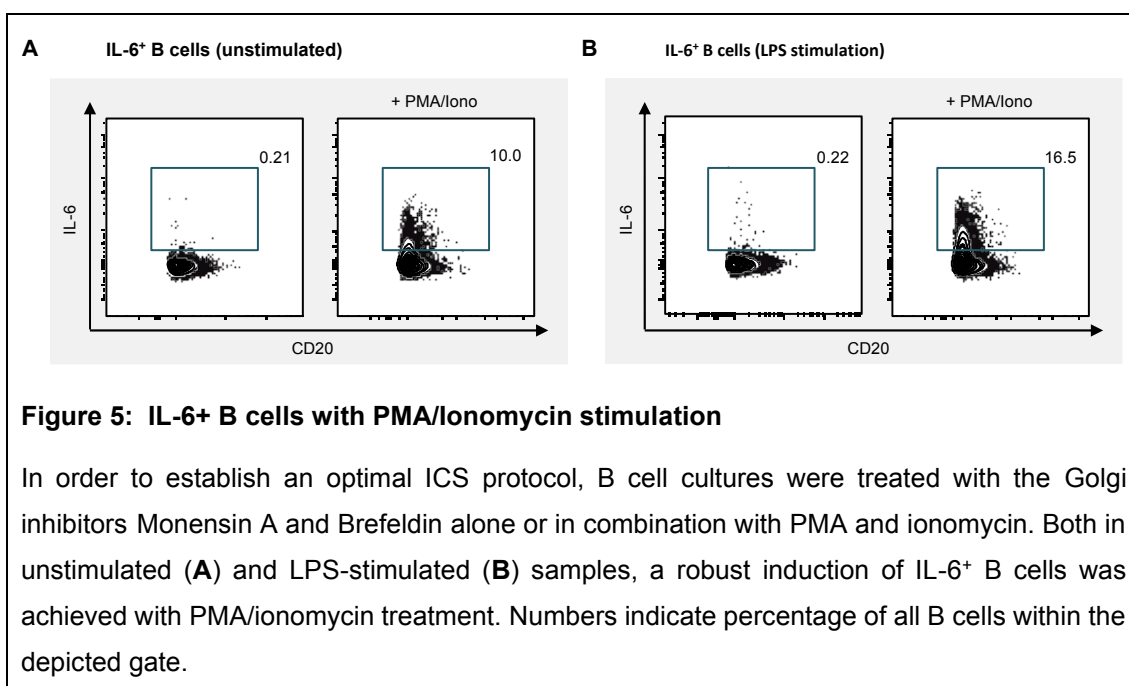 A IL-6⁺ B cells (unstimulated)
B IL-6⁺ B cells (LPS stimulation)
+ PMA/Iono
+ PMA/Iono
0.21
10.0
0.22
16.5
IL-6
IL-6
CD20
CD20
Figure 5: IL-6+ B cells with PMA/Ionomycin stimulation
In order to establish an optimal ICS protocol, B cell cultures were treated with the Golgi
inhibitors Monensin A and Brefeldin alone or in combination with PMA and ionomycin. Both in
unstimulated (A) and LPS-stimulated (B) samples, a robust induction of IL-6⁺ B cells was
achieved with PMA/ionomycin treatment. Numbers indicate percentage of all B cells within the
depicted gate.